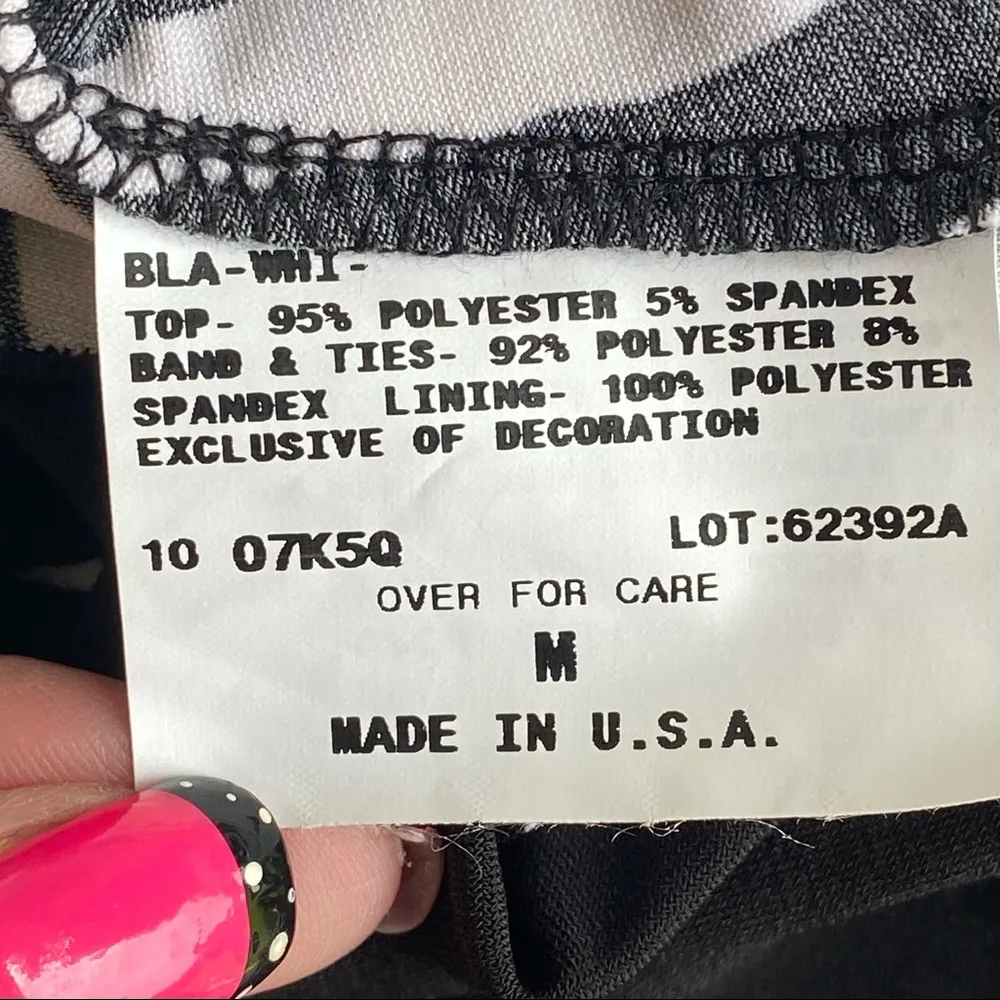 BLA-WHI-
TOP- 95% POLYESTER 5% SPANDEX
BAND & TIES- 92% POLYESTER 8%
SPANDEX LINING- 100% POLYESTER
EXCLUSIVE OF DECORATION
10 07K5Q LOT:62392A
OVER FOR CARE
M
MADE IN U.S.A.